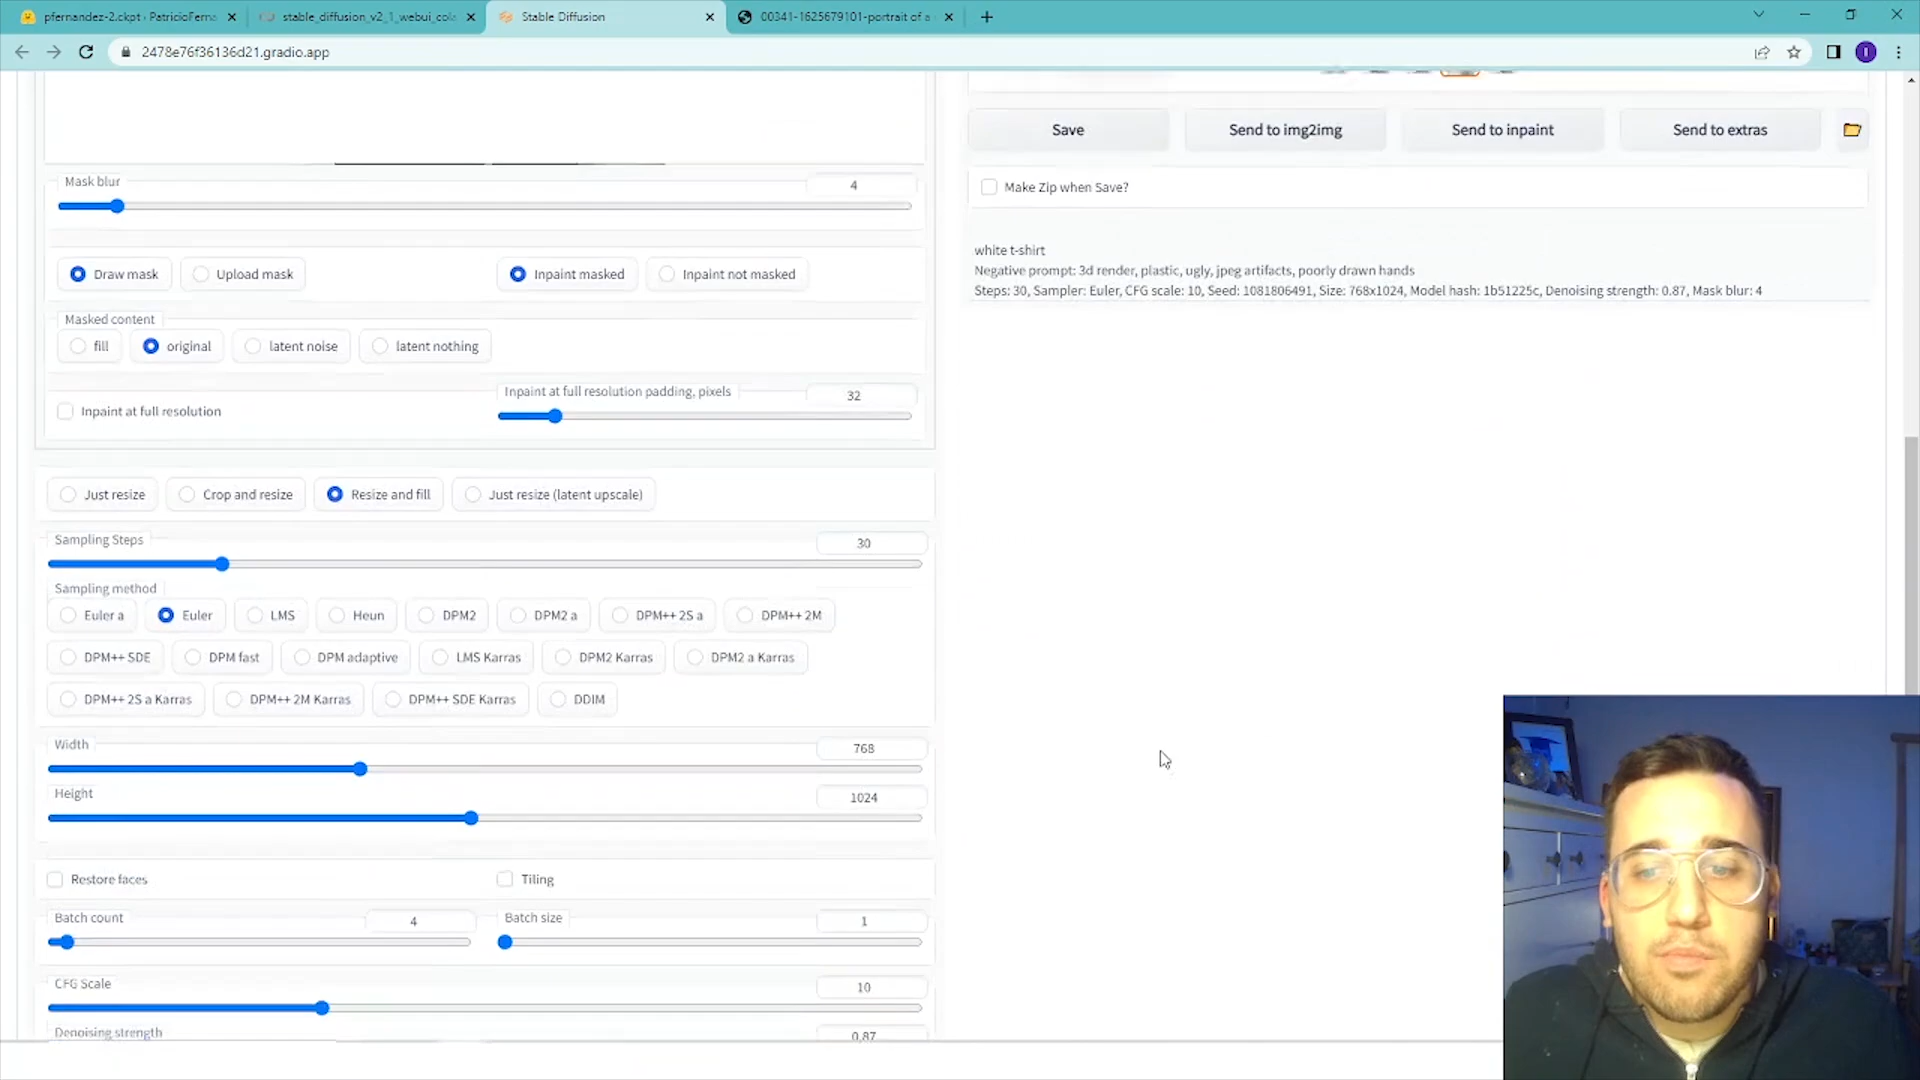 pfernandez-2.ckpt · PatricioFerna
stable_diffusion_v2_1_webui_cola
Stable Diffusion
00341-1625679101-portrait of a
2478e76f36136d21.gradio.app
I
Mask blur
4
Draw mask
Upload mask
Inpaint masked
Inpaint not masked
Masked content
fill
original
latent noise
latent nothing
Inpaint at full resolution
Inpaint at full resolution padding, pixels
32
Just resize
Crop and resize
Resize and fill
Just resize (latent upscale)
Sampling Steps
30
Sampling method
Euler a
Euler
LMS
Heun
DPM2
DPM2 a
DPM++ 2S a
DPM++ 2M
DPM++ SDE
DPM fast
DPM adaptive
LMS Karras
DPM2 Karras
DPM2 a Karras
DPM++ 2S a Karras
DPM++ 2M Karras
DPM++ SDE Karras
DDIM
Width
768
Height
1024
Restore faces
Tiling
Batch count
4
Batch size
1
CFG Scale
10
Denoising strength
0,87
Save
Send to img2img
Send to inpaint
Send to extras
Make Zip when Save?
white t-shirt
Negative prompt: 3d render, plastic, ugly, jpeg artifacts, poorly drawn hands
Steps: 30, Sampler: Euler, CFG scale: 10, Seed: 1081806491, Size: 768x1024, Model hash: 1b51225c, Denoising strength: 0.87, Mask blur: 4